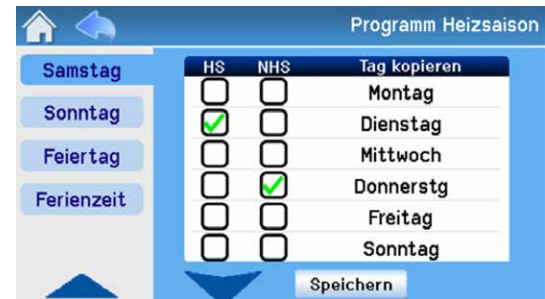 Programm Heizsaison
Samstag
Sonntag
Feiertag
Ferienzeit
HS NHS Tag kopieren
Montag
Dienstag
Mittwoch
Donnerstg
Freitag
Sonntag
Speichern